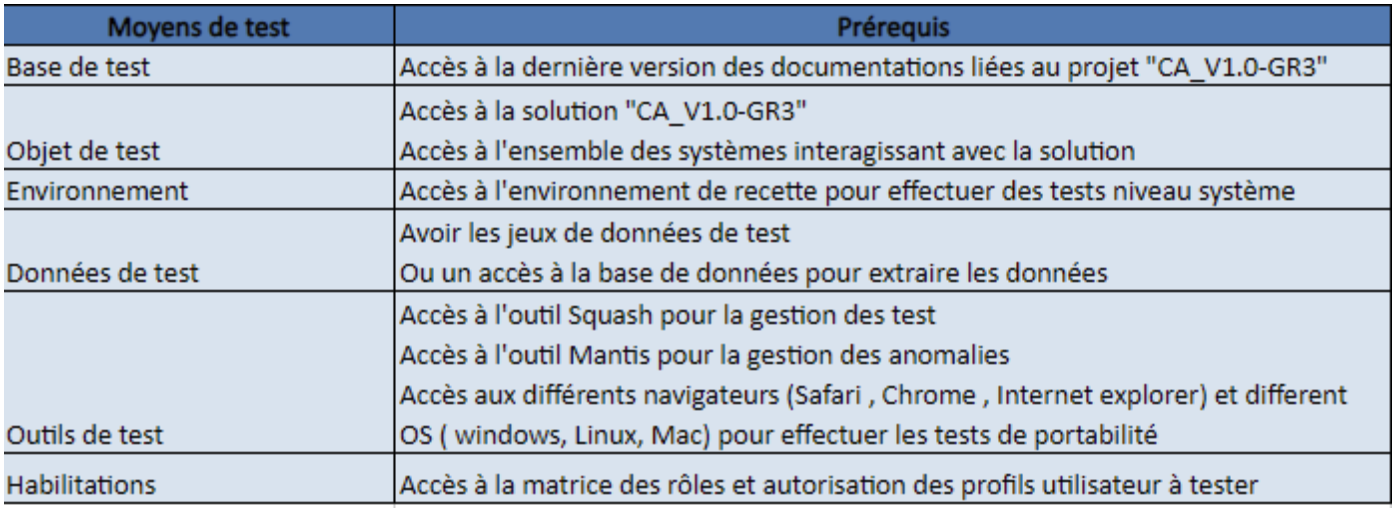 Moyens de test Prérequis
Base de test Accès à la dernière version des documentations liées au projet "CA_V1.0-GR3"
Accès à la solution "CA_V1.0-GR3"
Objet de test Accès à l'ensemble des systèmes interagissant avec la solution
Environnement Accès à l'environnement de recette pour effectuer des tests niveau système
Avoir les jeux de données de test
Données de test Ou un accès à la base de données pour extraire les données
Accès à l'outil Squash pour la gestion des test
Accès à l'outil Mantis pour la gestion des anomalies
Accès aux différents navigateurs (Safari , Chrome , Internet explorer) et different
Outils de test OS ( windows, Linux, Mac) pour effectuer les tests de portabilité
Habilitations Accès à la matrice des rôles et autorisation des profils utilisateur à tester